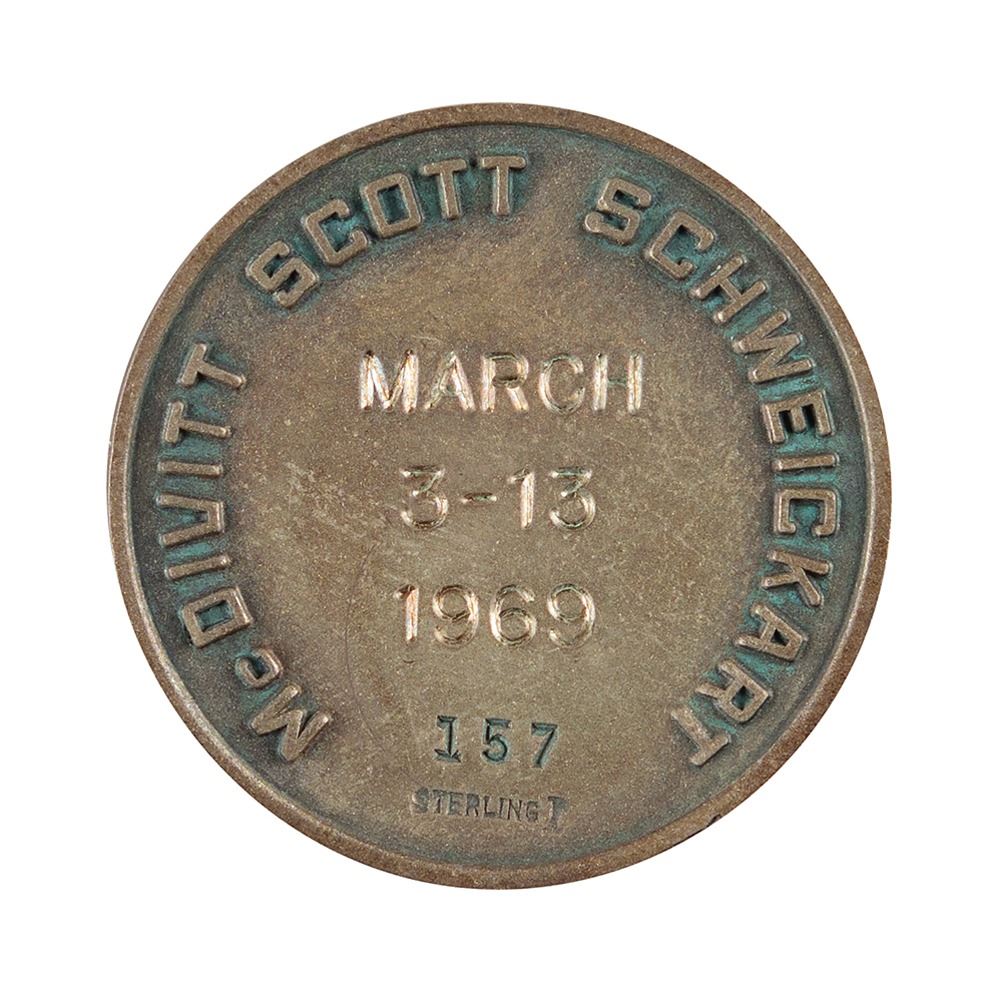 McDIVITT SCOTT SCHWEICKART
MARCH
3-13
1969
157
STERLING T